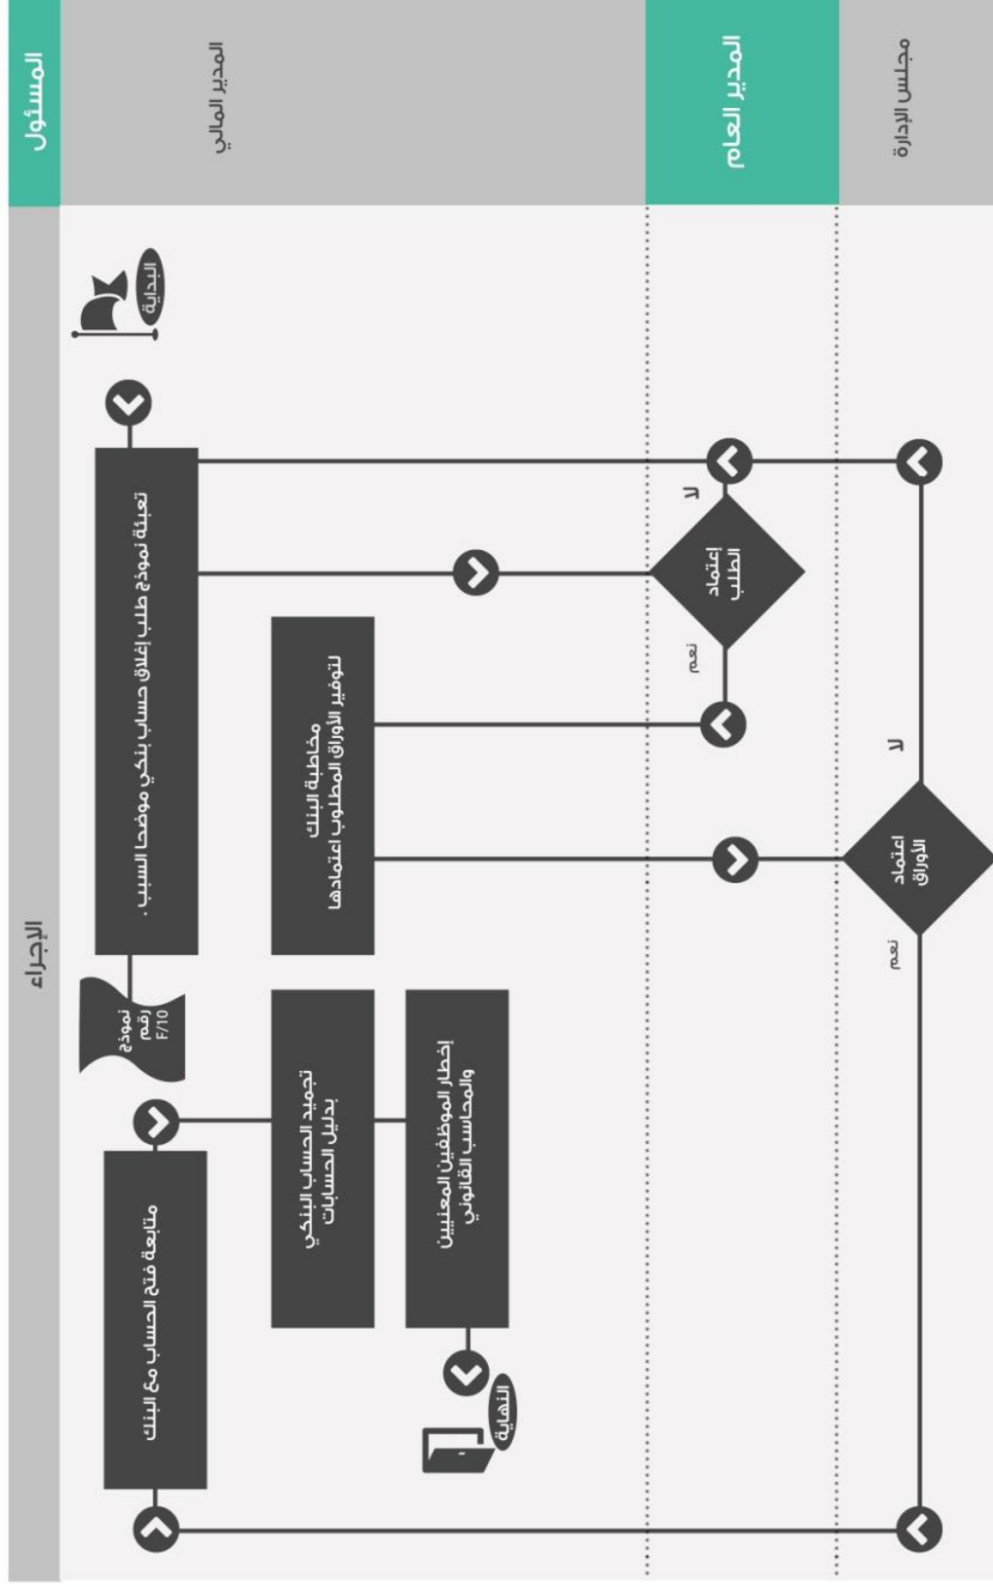 المسئول
الإجراء
المدير المالي
المدير العام
مجلس الإدارة
البداية
تعبئة نموذج طلب إغلاق حساب بنكي موضحا السبب .
نموذج
رقم
F/10
إعتماد
الطلب
لا
نعم
مخاطبة البنك
لتوفير الأوراق المطلوب اعتمادها
اعتماد
الأوراق
لا
نعم
متابعة فتح الحساب مع البنك
تجميد الحساب البنكي
بدليل الحسابات
إخطار الموظفين المعنيين
والمحاسب القانوني
النهاية